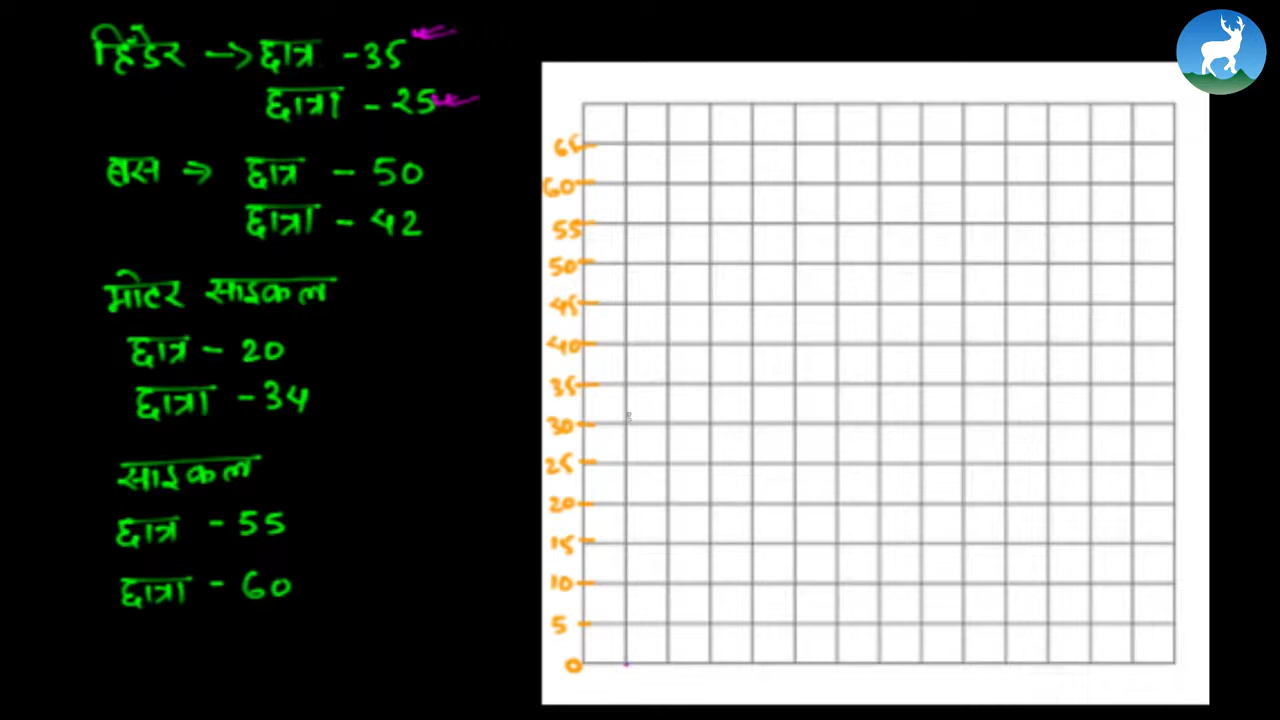 हिँडेर → छात्र - 35
छात्रा - 25
बस → छात्र - 50
छात्रा - 42
मोटर साइकल
छात्र - 20
छात्रा - 34
साइकल
छात्र - 55
छात्रा - 60
65
60
55
50
45
40
35
30
25
20
15
10
5
0